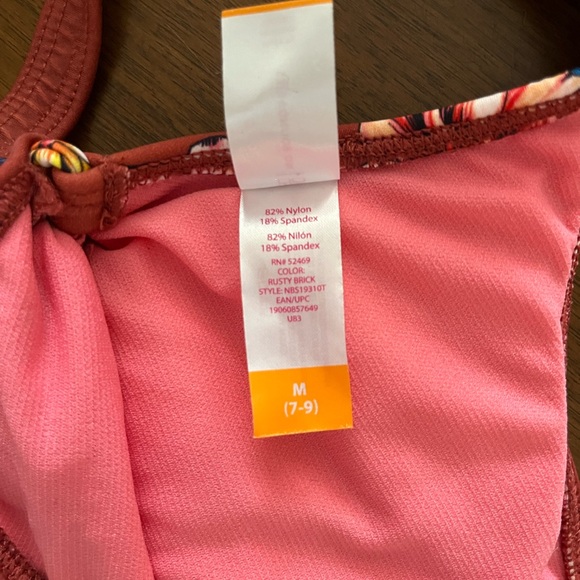 82% Nylon
18% Spandex
82% Nilón
18% Spandex
RN# 52469
COLOR:
RUSTY BRICK
STYLE: NBS19310T
EAN/UPC
19060857649
U83
M
(7-9)